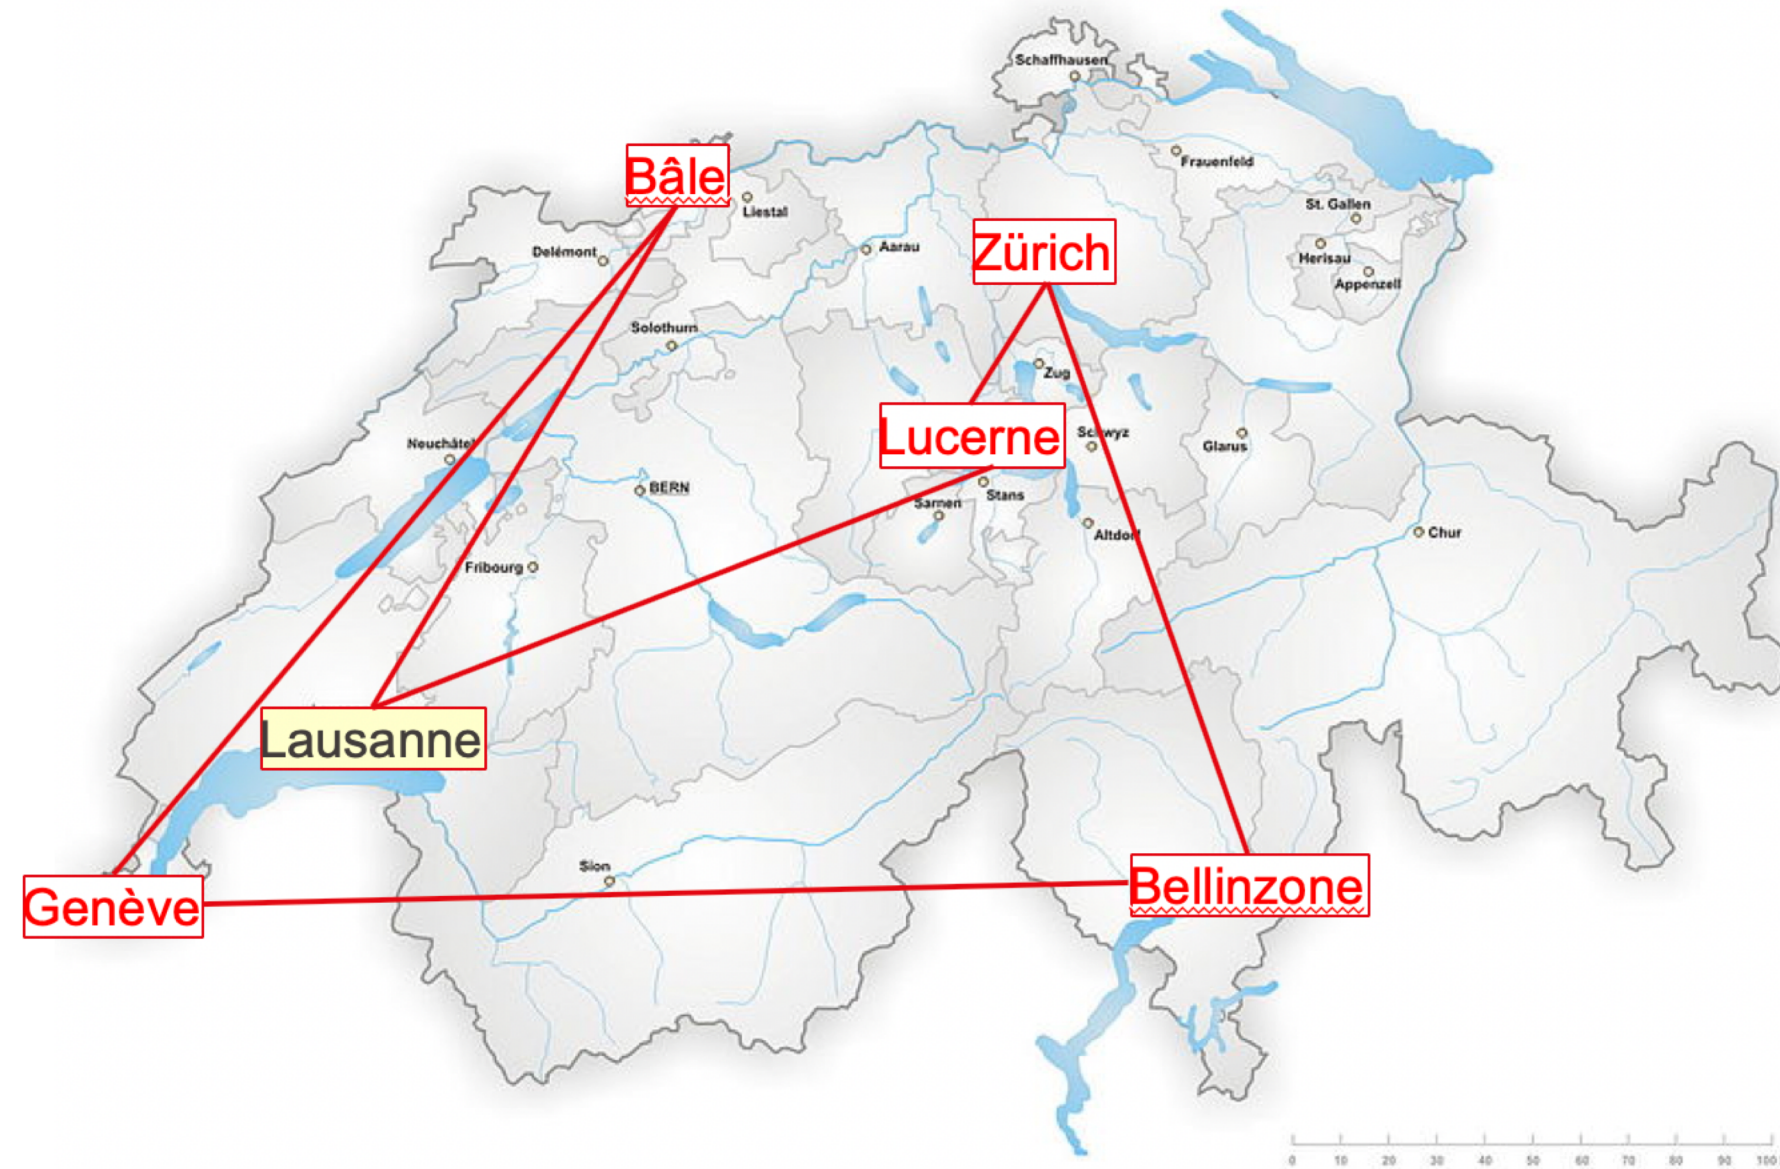 Schaffhausen
Bâle
Frauenfeld
Liestal
St. Gallen
Delémont
Aarau
Zürich
Herisau
Appenzell
Solothurn
Zug
Neuchâtel
Lucerne
Schwyz
Glarus
BERN
Stans
Sarnen
Altdorf
Chur
Fribourg
Lausanne
Sion
Bellinzone
Genève
0 10 20 30 40 50 60 70 80 90 100